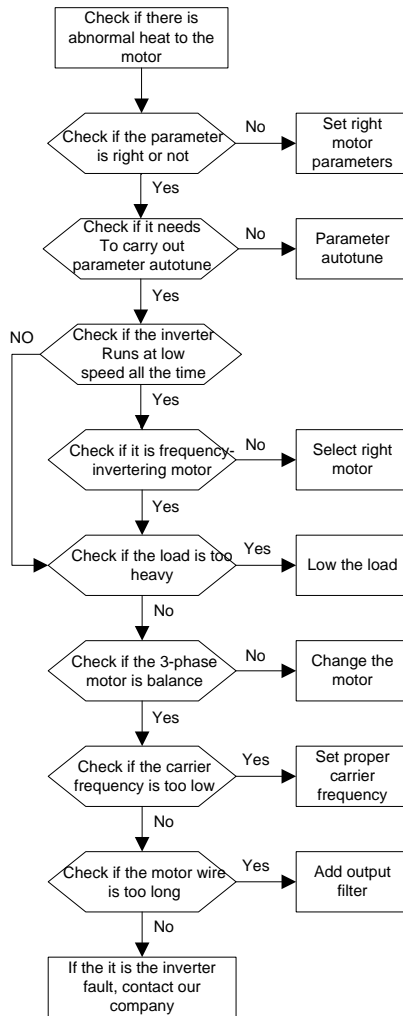 Check if there is
abnormal heat to the
motor
Check if the parameter
is right or not
No
Set right
motor
parameters
Yes
Check if it needs
To carry out
parameter autotune
No
Parameter
autotune
Yes
NO
Check if the inverter
Runs at low
speed all the time
Yes
Check if it is frequency-
invertering motor
No
Select right
motor
Yes
Check if the load is too
heavy
Yes
Low the load
No
Check if the 3-phase
motor is balance
No
Change the
motor
Yes
Check if the carrier
frequency is too low
Yes
Set proper
carrier
frequency
No
Check if the motor wire
is too long
Yes
Add output
filter
No
If the it is the inverter
fault, contact our
company